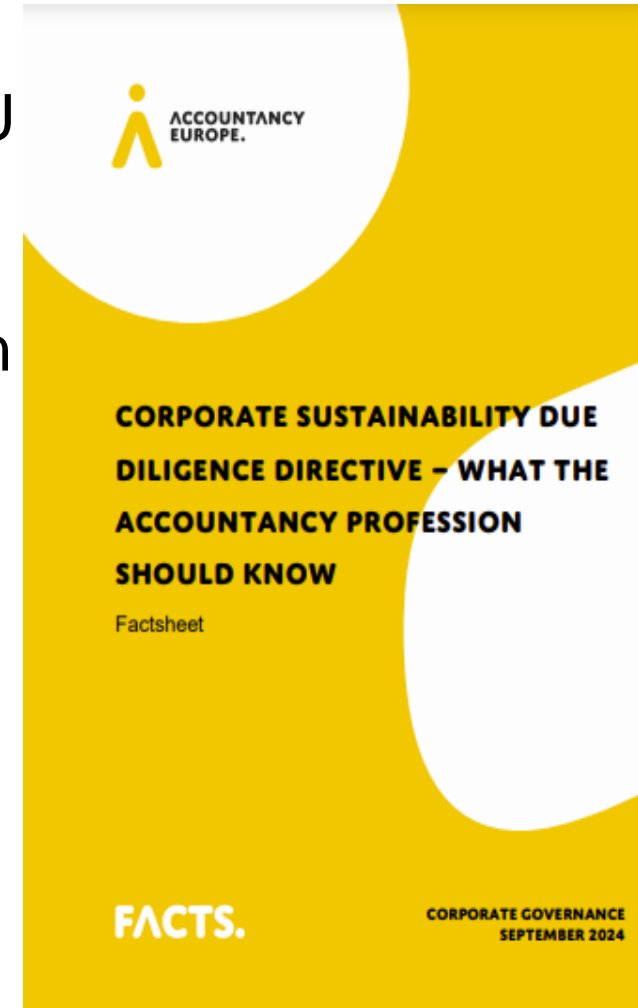 ACCOUNTANCY
EUROPE.
CORPORATE SUSTAINABILITY DUE
DILIGENCE DIRECTIVE – WHAT THE
ACCOUNTANCY PROFESSION
SHOULD KNOW
Factsheet
FACTS.
CORPORATE GOVERNANCE
SEPTEMBER 2024